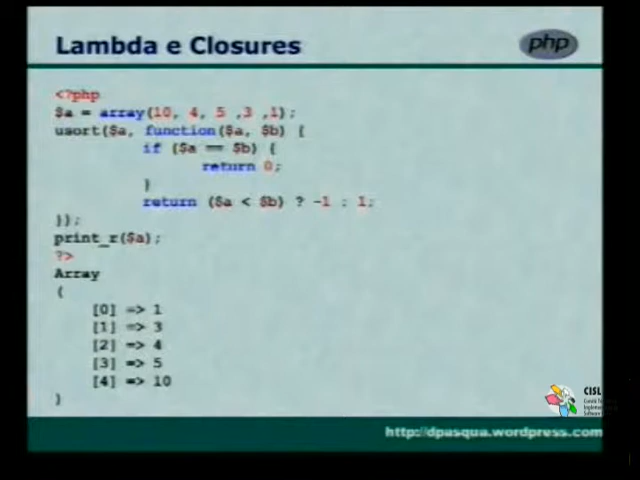 Lambda e Closures
php
<?php
$a = array(10, 4, 5 ,3 ,1);
usort($a, function($a, $b) {
if ($a == $b) {
return 0;
}
return ($a < $b) ? -1 : 1;
});
print_r($a);
?>
Array
(
[0] => 1
[1] => 3
[2] => 4
[3] => 5
[4] => 10
)
CISL
http://dpasqua.wordpress.com